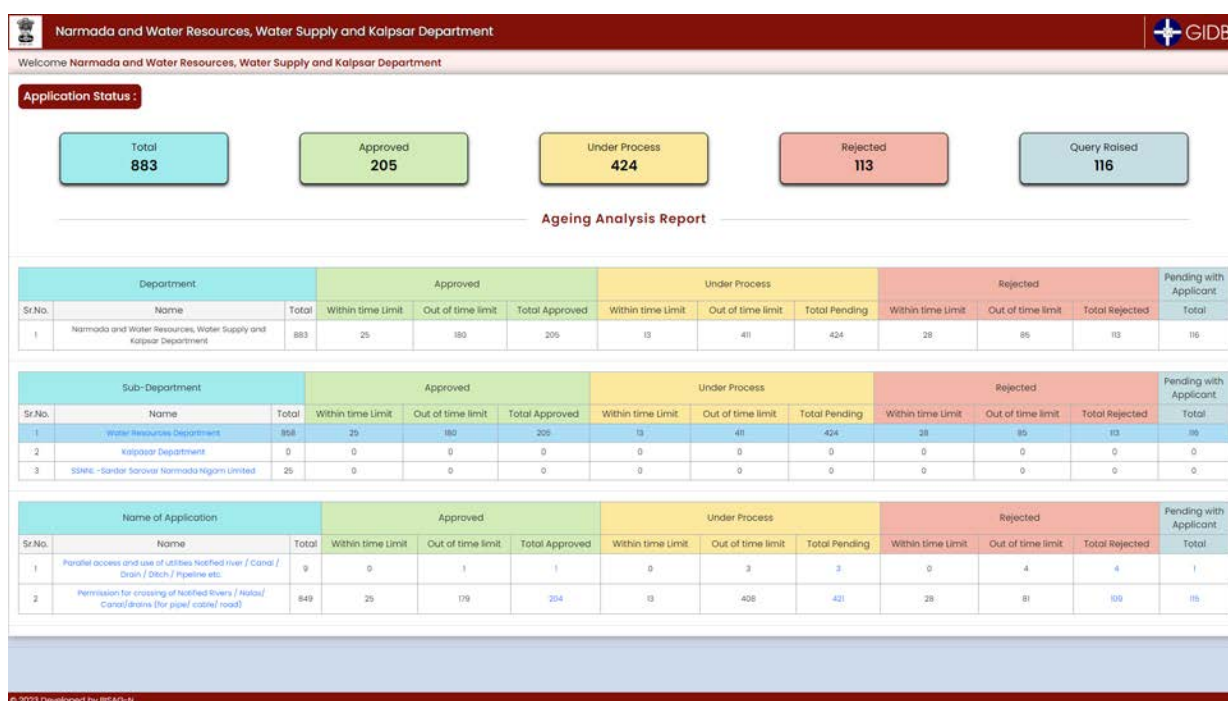 Narmada and Water Resources, Water Supply and Kalpsar Department
GIDB
Welcome Narmada and Water Resources, Water Supply and Kalpsar Department
Application Status :
Total
883
Approved
205
Under Process
424
Rejected
113
Query Raised
116
Ageing Analysis Report
Department Approved Under Process Rejected Pending with Applicant
Sr.No. Name Total Within time Limit Out of time limit Total Approved Within time Limit Out of time limit Total Pending Within time Limit Out of time limit Total Rejected Total
1 Narmada and Water Resources, Water Supply and Kalpsar Department 883 25 180 205 13 411 424 28 85 113 116
Sub-Department Approved Under Process Rejected Pending with Applicant
Sr.No. Name Total Within time Limit Out of time limit Total Approved Within time Limit Out of time limit Total Pending Within time Limit Out of time limit Total Rejected Total
1 Water Resources Department 858 25 180 205 13 411 424 28 85 113 116
2 Kalpasar Department 0 0 0 0 0 0 0 0 0 0 0
3 SSNNL -Sardar Sarovar Narmada Nigam Limited 25 0 0 0 0 0 0 0 0 0 0
Name of Application Approved Under Process Rejected Pending with Applicant
Sr.No. Name Total Within time Limit Out of time limit Total Approved Within time Limit Out of time limit Total Pending Within time Limit Out of time limit Total Rejected Total
1 Parallel access and use of utilities Notified river / Canal / Drain / Ditch / Pipeline etc. 9 0 1 1 0 3 3 0 4 4 1
2 Permission for crossing of Notified Rivers / Nalas/ Canal/drains (for pipe/ cable/ road) 849 25 179 204 13 408 421 28 81 109 115
© 2023 Developed by BISAG-N